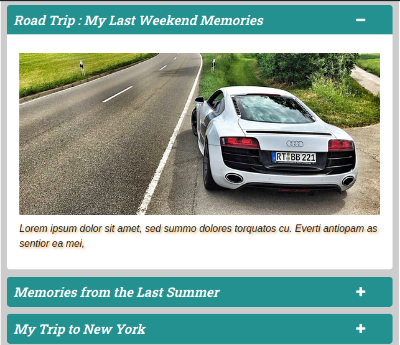 Road Trip : My Last Weekend Memories
RT BB 221
Lorem ipsum dolor sit amet, sed summo dolores torquatos cu. Everti antiopam as
sentior ea mei,
Memories from the Last Summer
My Trip to New York